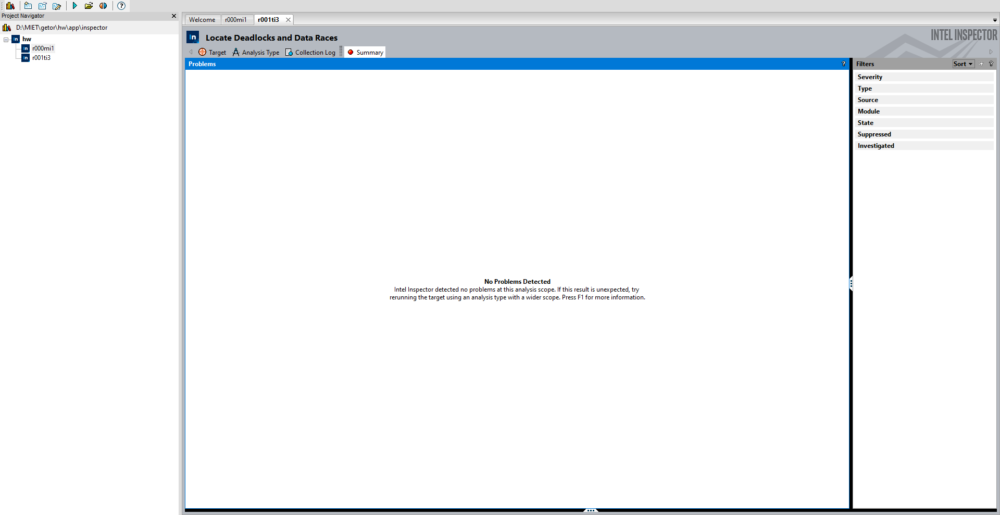 Project Navigator
D:\MIET\getor\hw\app\inspector
hw
r000mi1
r001ti3
Welcome
r000mi1
r001ti3
In Locate Deadlocks and Data Races
INTEL INSPECTOR
Target
Analysis Type
Collection Log
Summary
Problems
?
No Problems Detected
Intel Inspector detected no problems at this analysis scope. If this result is unexpected, try
rerunning the target using an analysis type with a wider scope. Press F1 for more information.
Filters
Sort
?
Severity
Type
Source
Module
State
Suppressed
Investigated